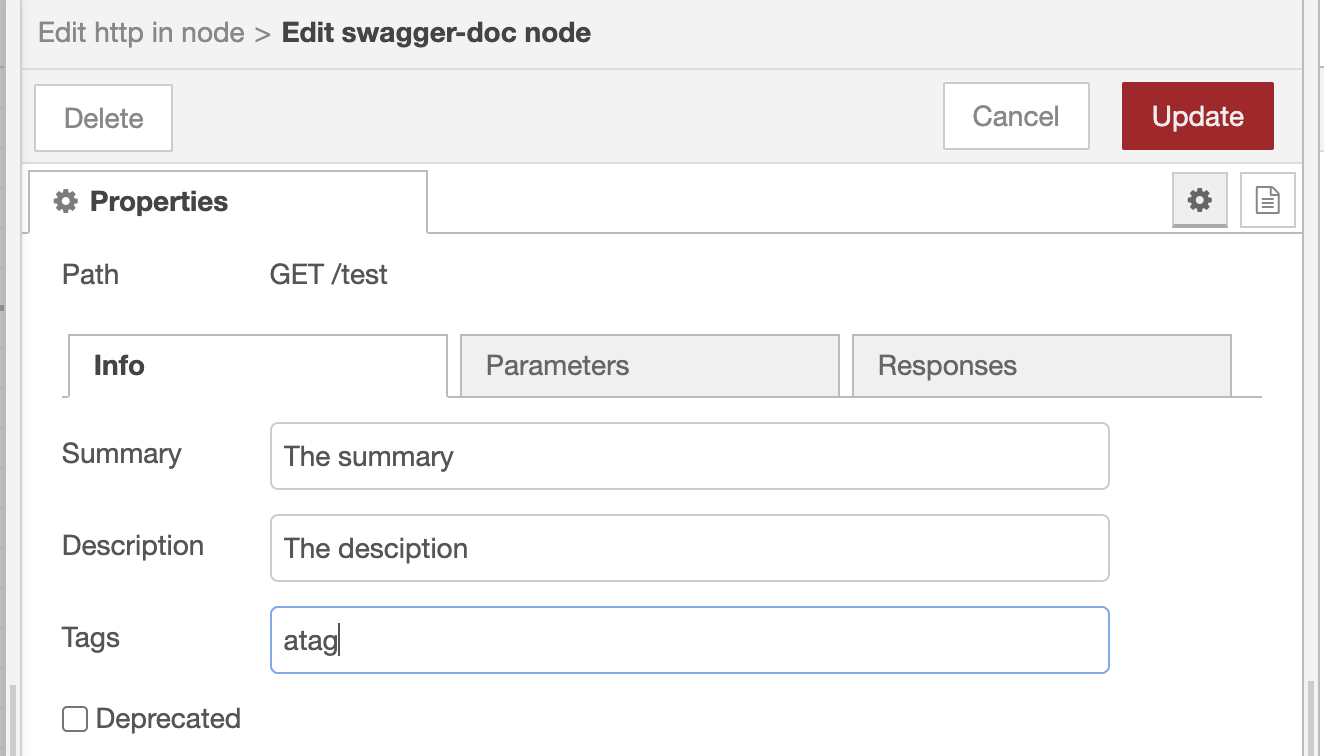 Edit http in node > Edit swagger-doc node
Delete Cancel Update
Properties
Path GET /test
Info Parameters Responses
Summary The summary
Description The desciption
Tags atag
Deprecated